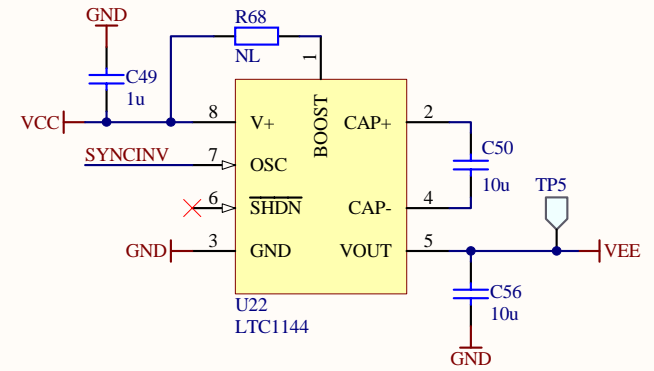 GND
R68
NL
1
C49
1u
VCC
8
V+
BOOST
CAP+
2
SYNCINV
7
OSC
C50
10u
TP5
6
SHDN
CAP-
4
GND
3
GND
VOUT
5
VEE
U22
LTC1144
C56
10u
GND